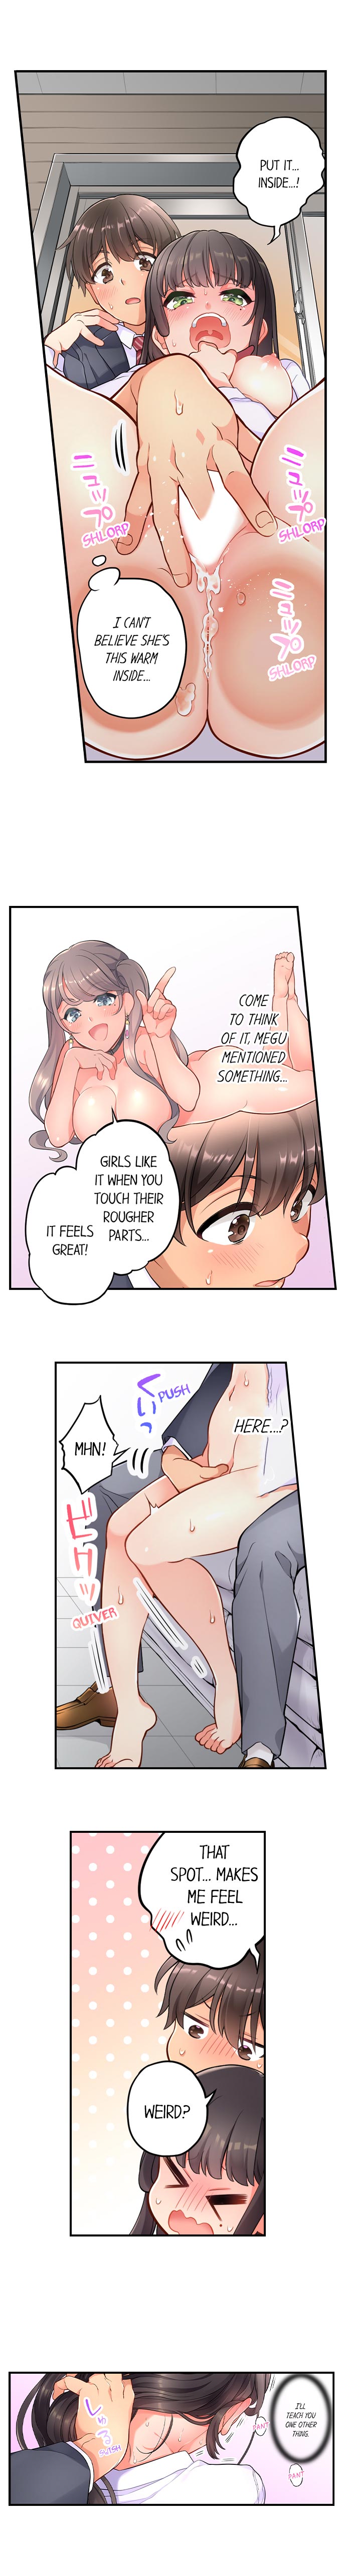 PUT IT...
INSIDE...!
ニュップ
SHLORP
ニュップ
SHLORP
ニュップ
SHLORP
I CAN'T
BELIEVE SHE'S
THIS WARM
INSIDE...
COME
TO THINK
OF IT, MEGU
MENTIONED
SOMETHING...
GIRLS LIKE
IT WHEN YOU
TOUCH THEIR
ROUGHER
PARTS...
IT FEELS
GREAT!
くいっ
PUSH
HERE...?
MHN!
ビクッ
QUIVER
THAT
SPOT... MAKES
ME FEEL
WEIRD...
WEIRD?
I'LL
TEACH YOU
ONE OTHER
THING.
PANT
PANT